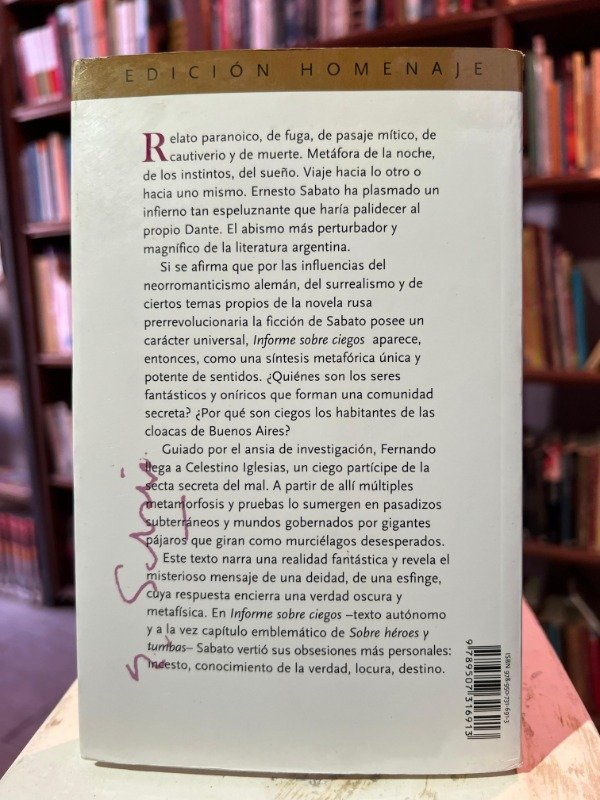 EDICIÓN HOMENAJE
Relato paranoico, de fuga, de pasaje mítico, de
cautiverio y de muerte. Metáfora de la noche,
de los instintos, del sueño. Viaje hacia lo otro o
hacia uno mismo. Ernesto Sabato ha plasmado un
infierno tan espeluznante que haría palidecer al
propio Dante. El abismo más perturbador y
magnífico de la literatura argentina.
Si se afirma que por las influencias del
neorromanticismo alemán, del surrealismo y de
ciertos temas propios de la novela rusa
prerrevolucionaria la ficción de Sabato posee un
carácter universal, Informe sobre ciegos aparece,
entonces, como una síntesis metafórica única y
potente de sentidos. ¿Quiénes son los seres
fantásticos y oníricos que forman una comunidad
secreta? ¿Por qué son ciegos los habitantes de las
cloacas de Buenos Aires?
Guiado por el ansia de investigación, Fernando
llega a Celestino Iglesias, un ciego partícipe de la
secta secreta del mal. A partir de allí múltiples
metamorfosis y pruebas lo sumergen en pasadizos
subterráneos y mundos gobernados por gigantes
pájaros que giran como murciélagos desesperados.
Este texto narra una realidad fantástica y revela el
misterioso mensaje de una deidad, de una esfinge,
cuya respuesta encierra una verdad oscura y
metafísica. En Informe sobre ciegos –texto autónomo
y a la vez capítulo emblemático de Sobre héroes y
tumbas– Sabato vertió sus obsesiones más personales:
incesto, conocimiento de la verdad, locura, destino.
ISBN 978-950-731-691-3
9789507316913